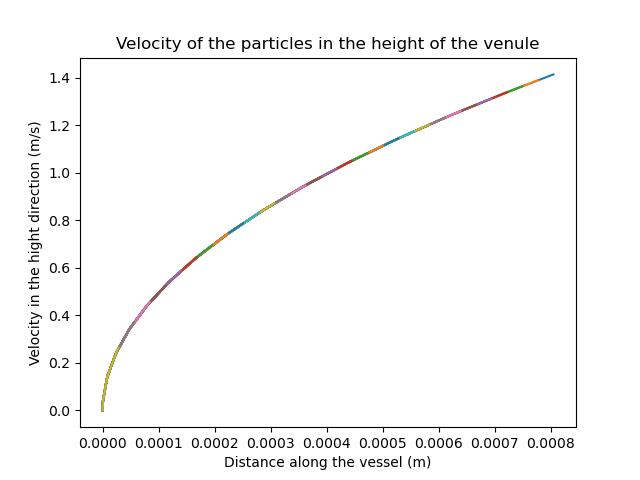 Velocity of the particles in the height of the venule
Velocity in the hight direction (m/s)
1.4
1.2
1.0
0.8
0.6
0.4
0.2
0.0
0.0000 0.0001 0.0002 0.0003 0.0004 0.0005 0.0006 0.0007 0.0008
Distance along the vessel (m)